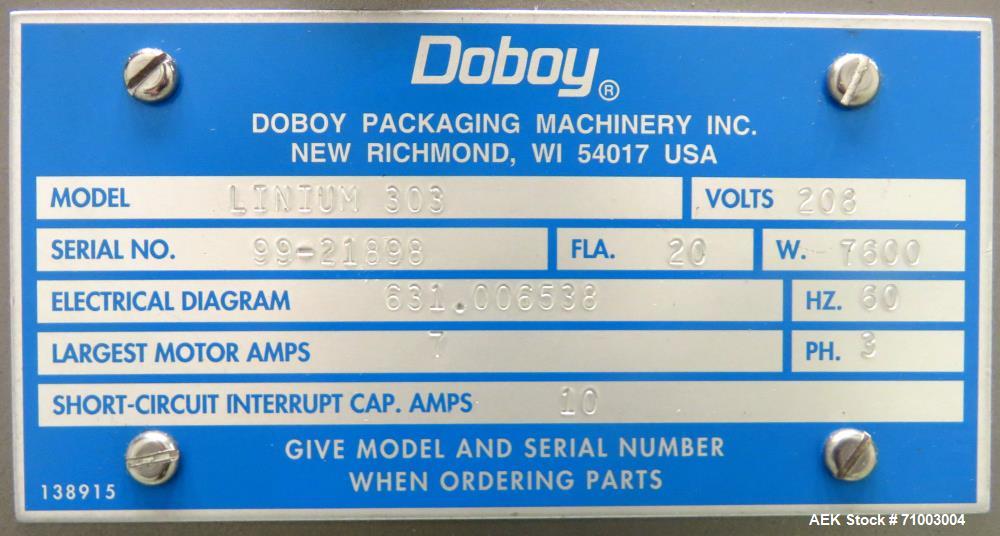 Doboy®
DOBOY PACKAGING MACHINERY INC.
NEW RICHMOND, WI 54017 USA
MODEL LINIUM 303 VOLTS 208
SERIAL NO. 99-21898 FLA. 20 W. 7600
ELECTRICAL DIAGRAM 631.006538 HZ. 60
LARGEST MOTOR AMPS 7 PH. 3
SHORT-CIRCUIT INTERRUPT CAP. AMPS 10
GIVE MODEL AND SERIAL NUMBER
WHEN ORDERING PARTS
138915
AEK Stock # 71003004